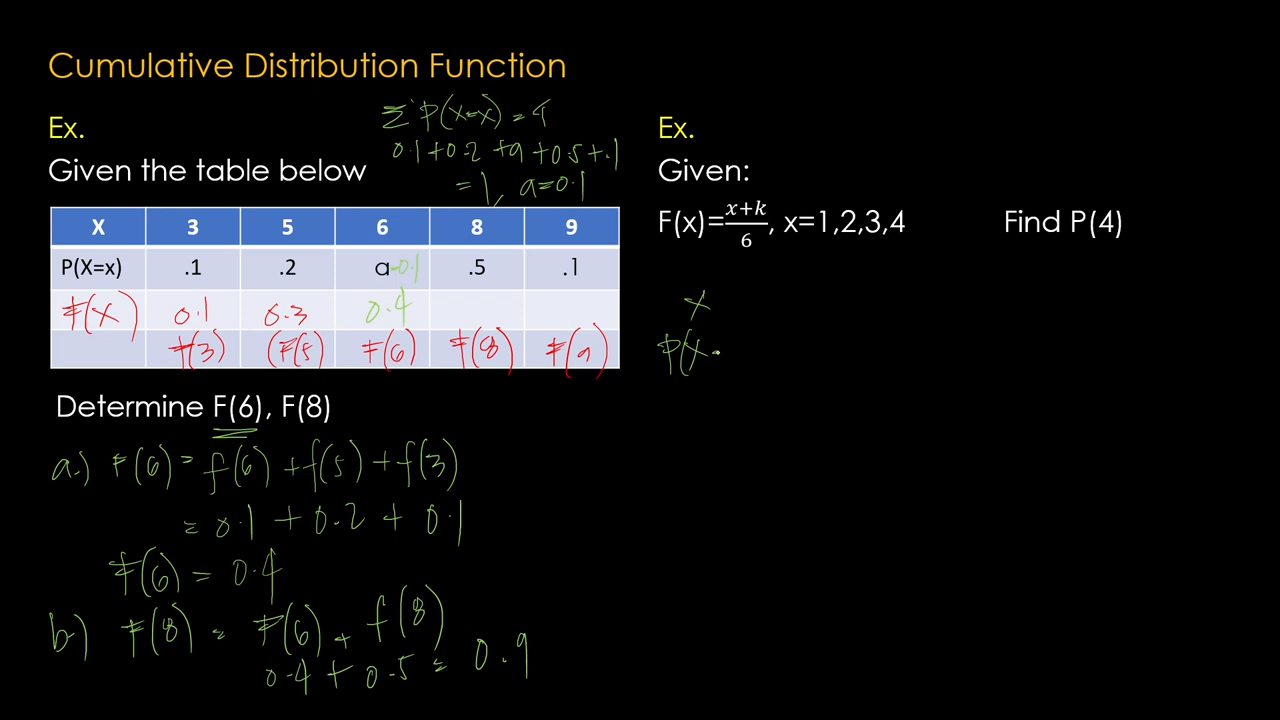 Cumulative Distribution Function
Ex.
Σ P(X=x) = 1
0.1 + 0.2 + a + 0.5 + .1
= 1, a = 0.1
Given the table below
X 3 5 6 8 9
P(X=x) .1 .2 a=0.1 .5 .1
F(X) 0.1 0.3 0.4
F(3) (F(5) F(6) F(8) F(9)
Determine F(6), F(8)
a.) F(6) = f(6) + f(5) + f(3)
= 0.1 + 0.2 + 0.1
F(6) = 0.4
b) F(8) = F(6) + f(8)
0.4 + 0.5 = 0.9
Ex.
Given:
F(x)=x+k/6, x=1,2,3,4 Find P(4)
X
P(X